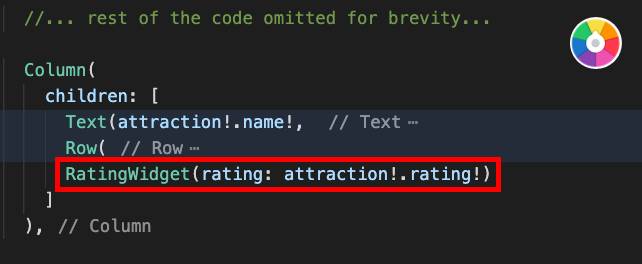 //... rest of the code omitted for brevity...
Column(
children: [
Text(attraction!.name!, // Text ⋯
Row( // Row ⋯
RatingWidget(rating: attraction!.rating!)
]
), // Column